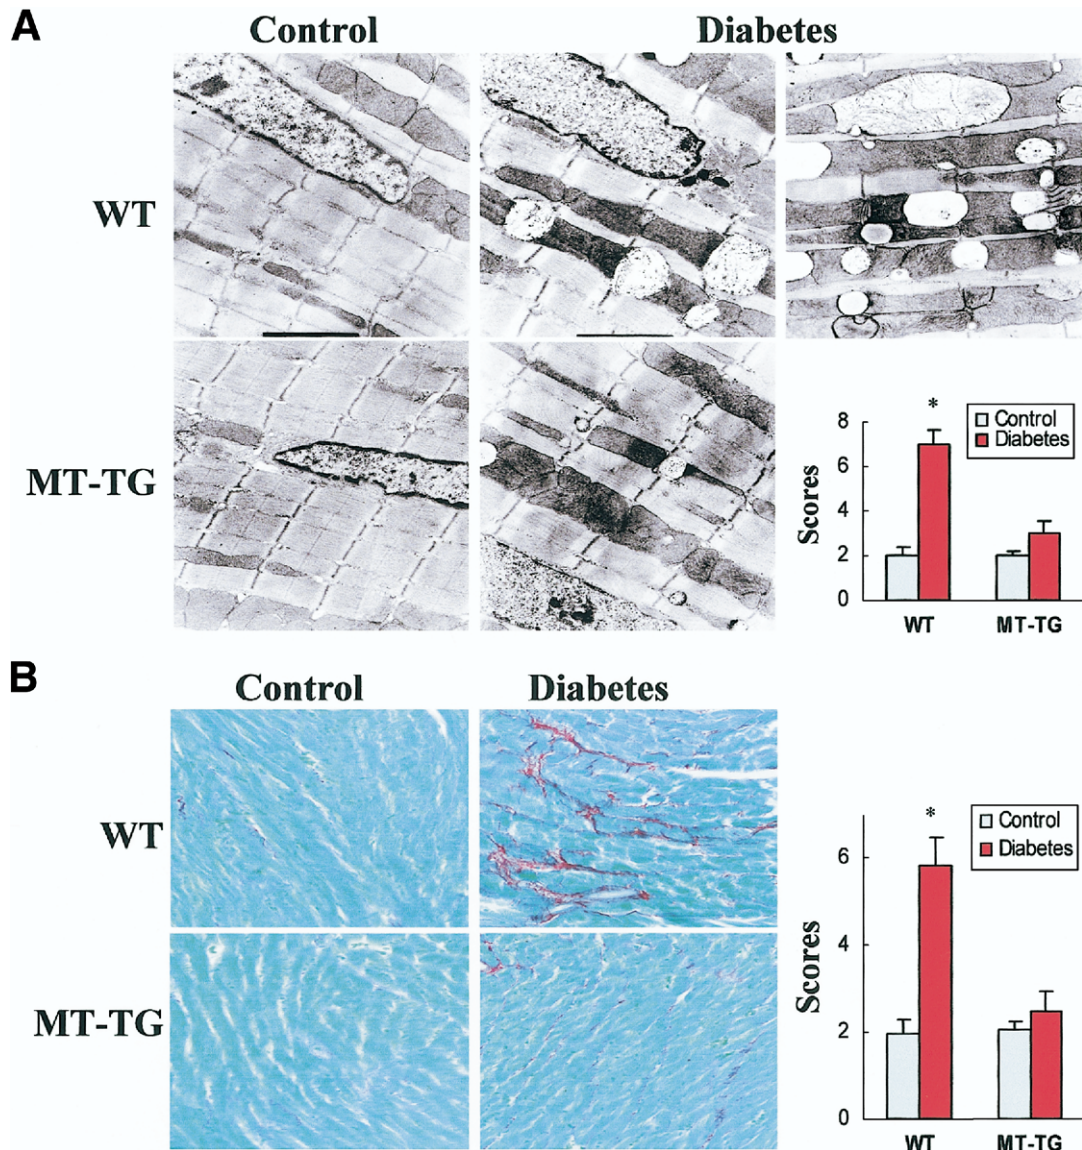 A
Control
Diabetes
WT
MT-TG
*
Control
Diabetes
8
6
4
2
0
Scores
WT
MT-TG
B
Control
Diabetes
WT
MT-TG
*
Control
Diabetes
6
4
2
0
Scores
WT
MT-TG